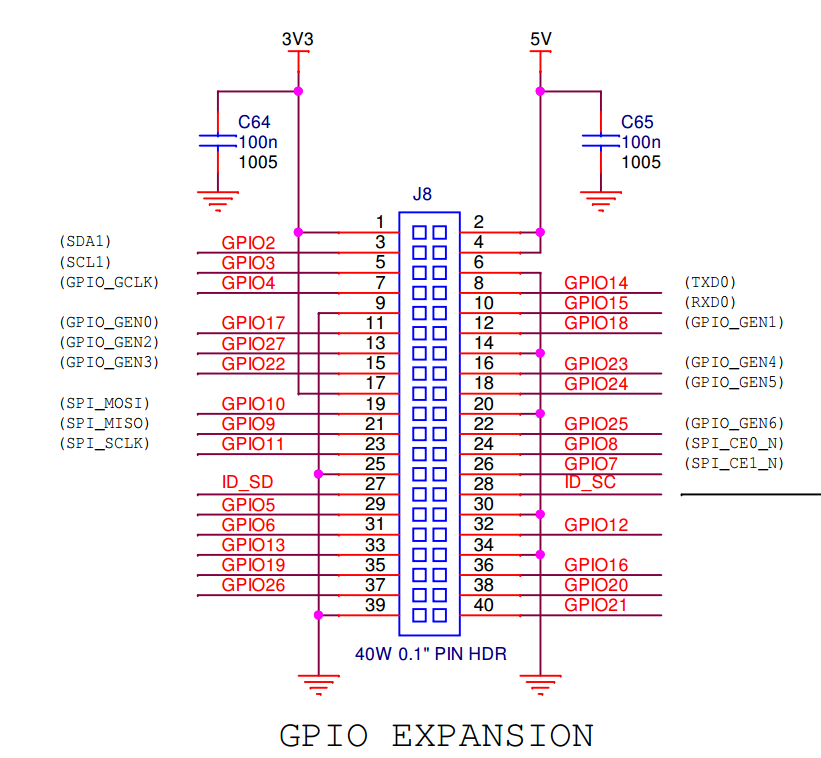 3V3 5V
C64 C65
100n 100n
1005 1005
J8
1 2
(SDA1) GPIO2 3 4
(SCL1) GPIO3 5 6
(GPIO_GCLK) GPIO4 7 8 GPIO14 (TXD0)
9 10 GPIO15 (RXD0)
(GPIO_GEN0) GPIO17 11 12 GPIO18 (GPIO_GEN1)
(GPIO_GEN2) GPIO27 13 14
(GPIO_GEN3) GPIO22 15 16 GPIO23 (GPIO_GEN4)
17 18 GPIO24 (GPIO_GEN5)
(SPI_MOSI) GPIO10 19 20
(SPI_MISO) GPIO9 21 22 GPIO25 (GPIO_GEN6)
(SPI_SCLK) GPIO11 23 24 GPIO8 (SPI_CE0_N)
25 26 GPIO7 (SPI_CE1_N)
ID_SD 27 28 ID_SC
GPIO5 29 30
GPIO6 31 32 GPIO12
GPIO13 33 34
GPIO19 35 36 GPIO16
GPIO26 37 38 GPIO20
39 40 GPIO21
40W 0.1" PIN HDR
GPIO EXPANSION